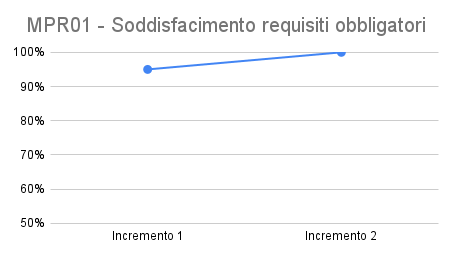 MPR01 - Soddisfacimento requisiti obbligatori
100%
90%
80%
70%
60%
50%
Incremento 1
Incremento 2